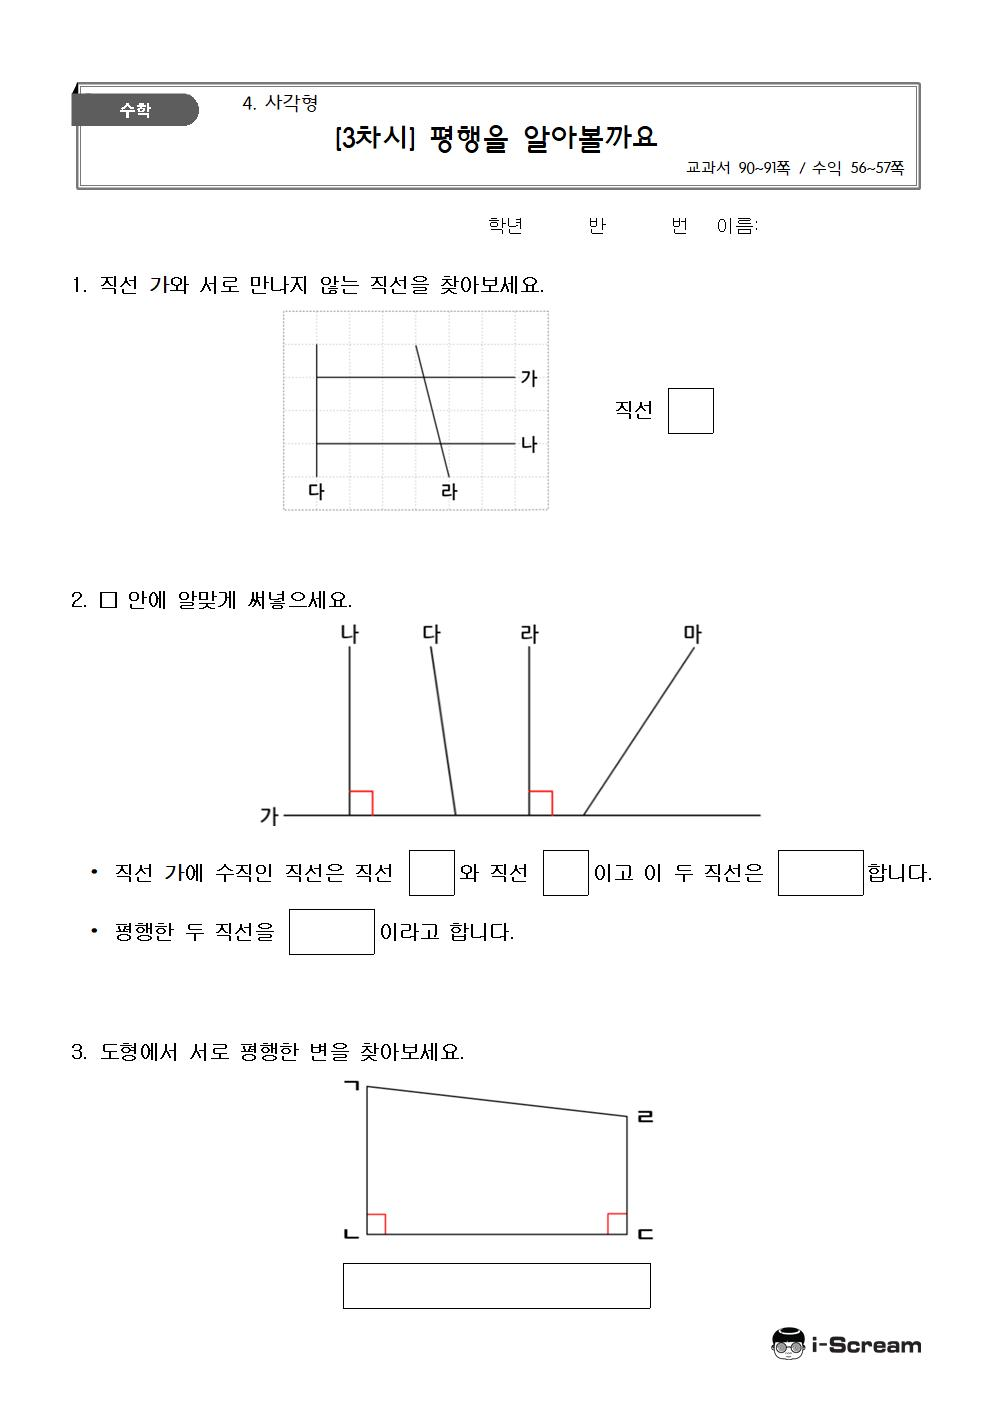 수학
4. 사각형
[3차시] 평행을 알아볼까요
교과서 90~91쪽 / 수익 56~57쪽
학년 반 번 이름:
1. 직선 가와 서로 만나지 않는 직선을 찾아보세요.
가
직선
나
다 라
2. □ 안에 알맞게 써넣으세요.
나 다 라 마
가
• 직선 가에 수직인 직선은 직선 와 직선 이고 이 두 직선은 합니다.
• 평행한 두 직선을 이라고 합니다.
3. 도형에서 서로 평행한 변을 찾아보세요.
ㄱ
ㄹ
ㄴ ㄷ
i-Scream